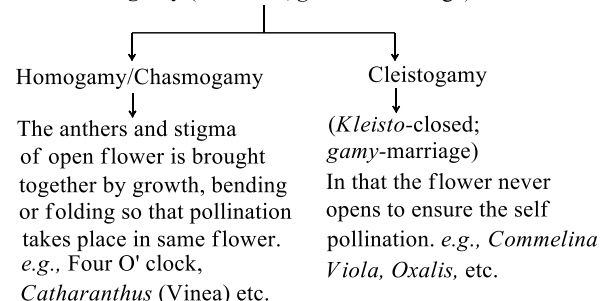 Homogamy/Chasmogamy
The anthers and stigma
of open flower is brought
together by growth, bending
or folding so that pollination
takes place in same flower.
e.g., Four O' clock,
Catharanthus (Vinea) etc.
Cleistogamy
(Kleisto-closed;
gamy-marriage)
In that the flower never
opens to ensure the self
pollination. e.g., Commelina
Viola, Oxalis, etc.